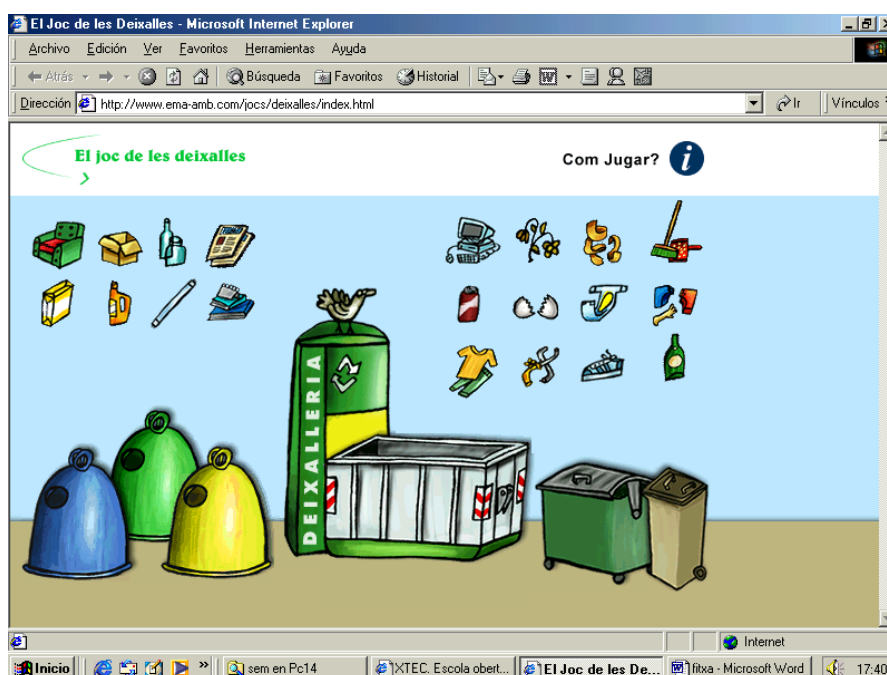 El Joc de les Deixalles - Microsoft Internet Explorer
Archivo Edición Ver Favoritos Herramientas Ayuda
Atrás Búsqueda Favoritos Historial
Dirección http://www.ema-amb.com/jocs/deixalles/index.html Ir Vínculos
El joc de les deixalles
Com Jugar? i
DEIXALLERIA
Internet
Inicio » sem en Pc14 XTEC. Escola obert... El Joc de les De... fitxa - Microsoft Word 17:40